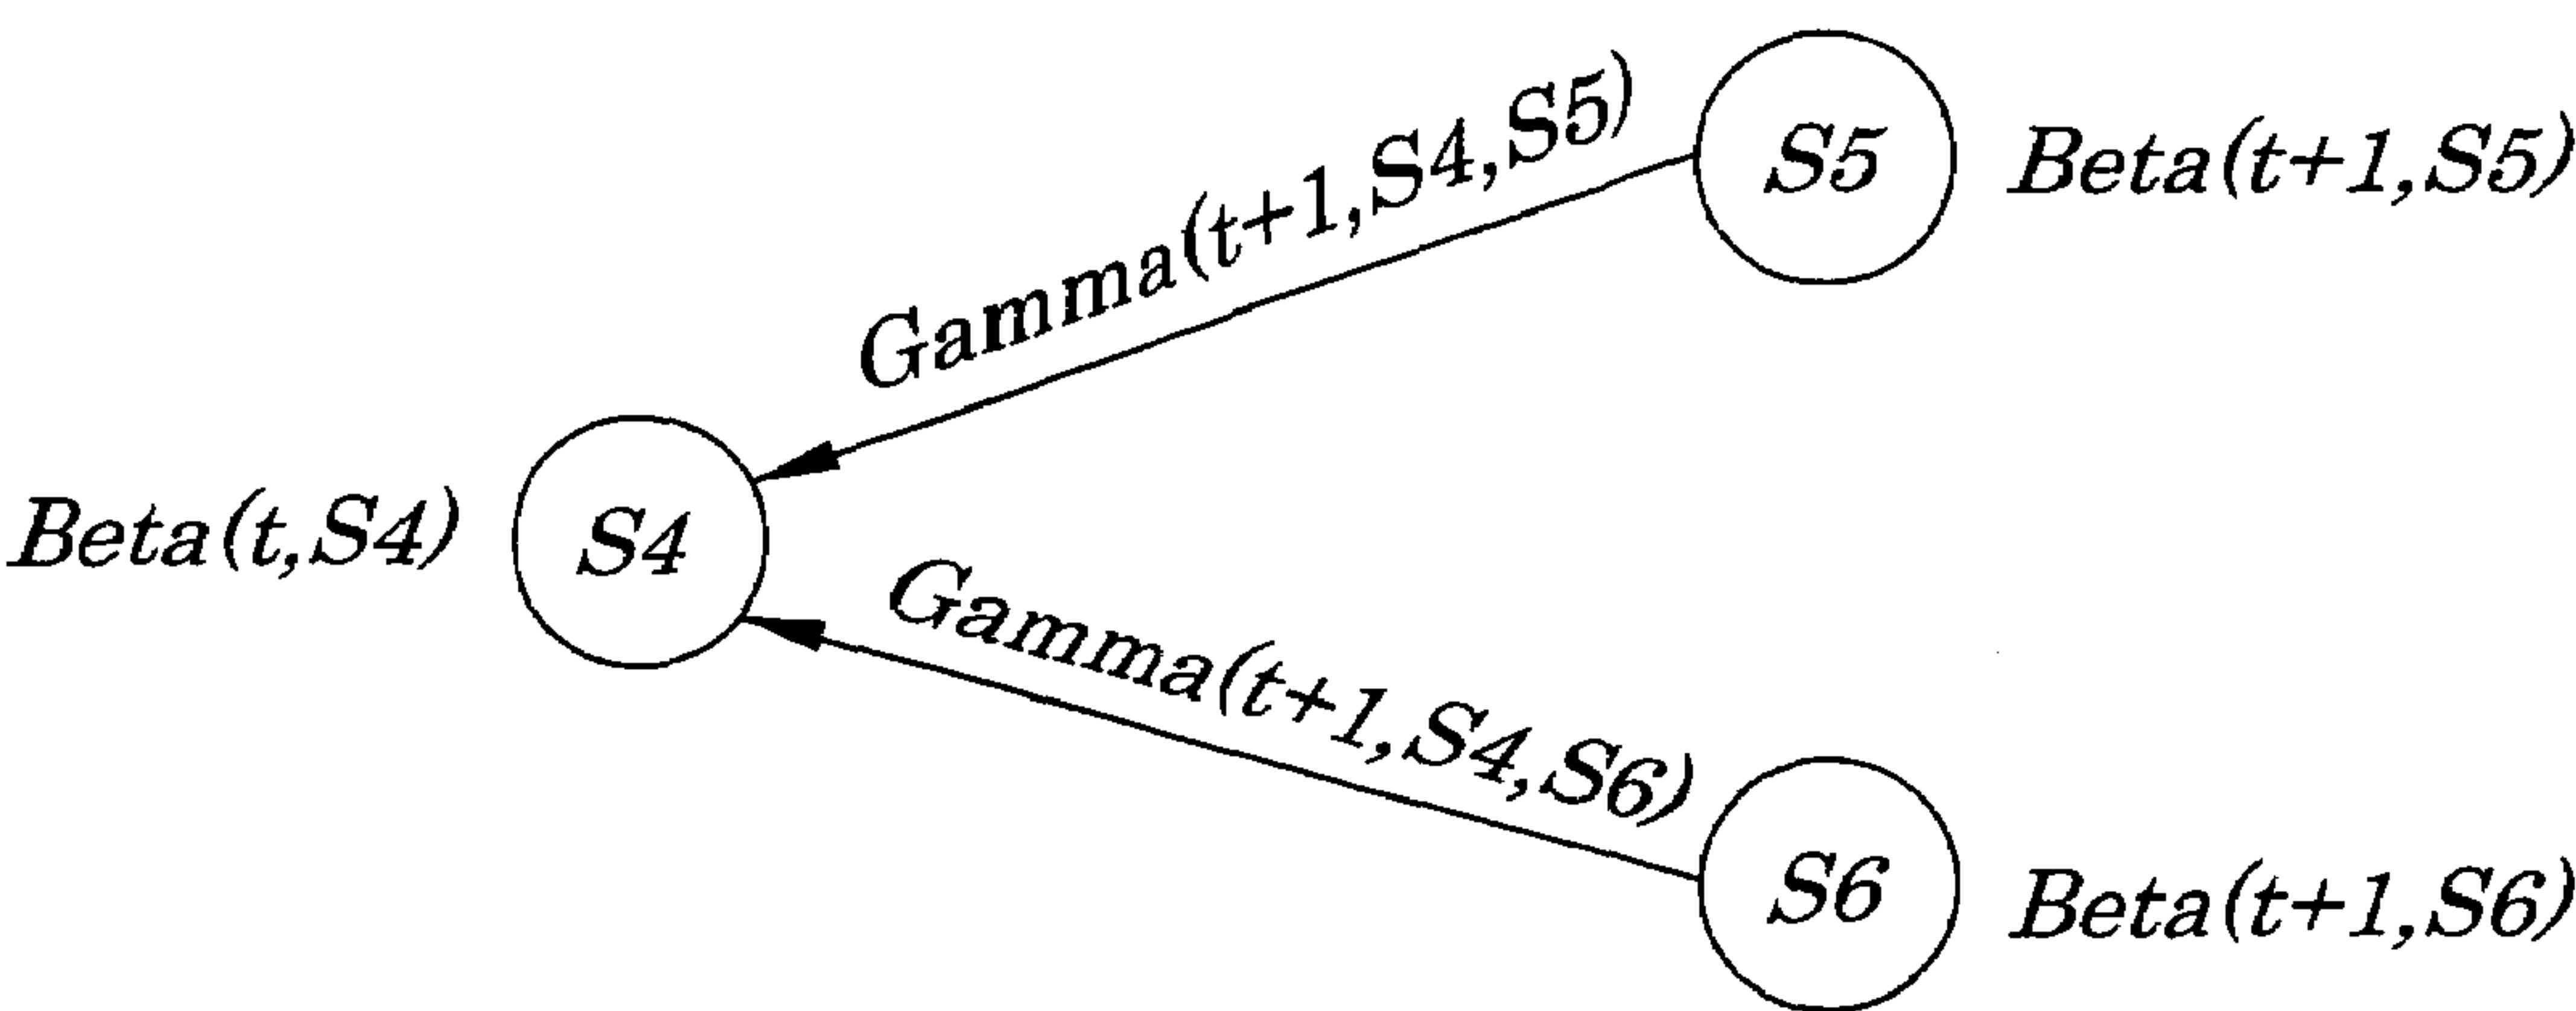 Gamma(t+1,S4,S5)
S5
Beta(t+1,S5)
Beta(t,S4)
S4
Gamma(t+1,S4,S6)
S6
Beta(t+1,S6)